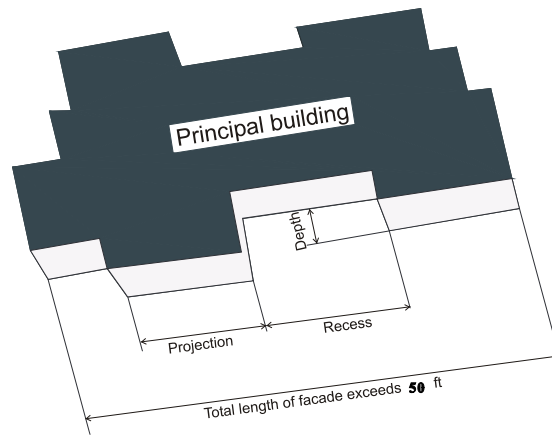 Principal building
Depth
Recess
Projection
Total length of facade exceeds 50 ft